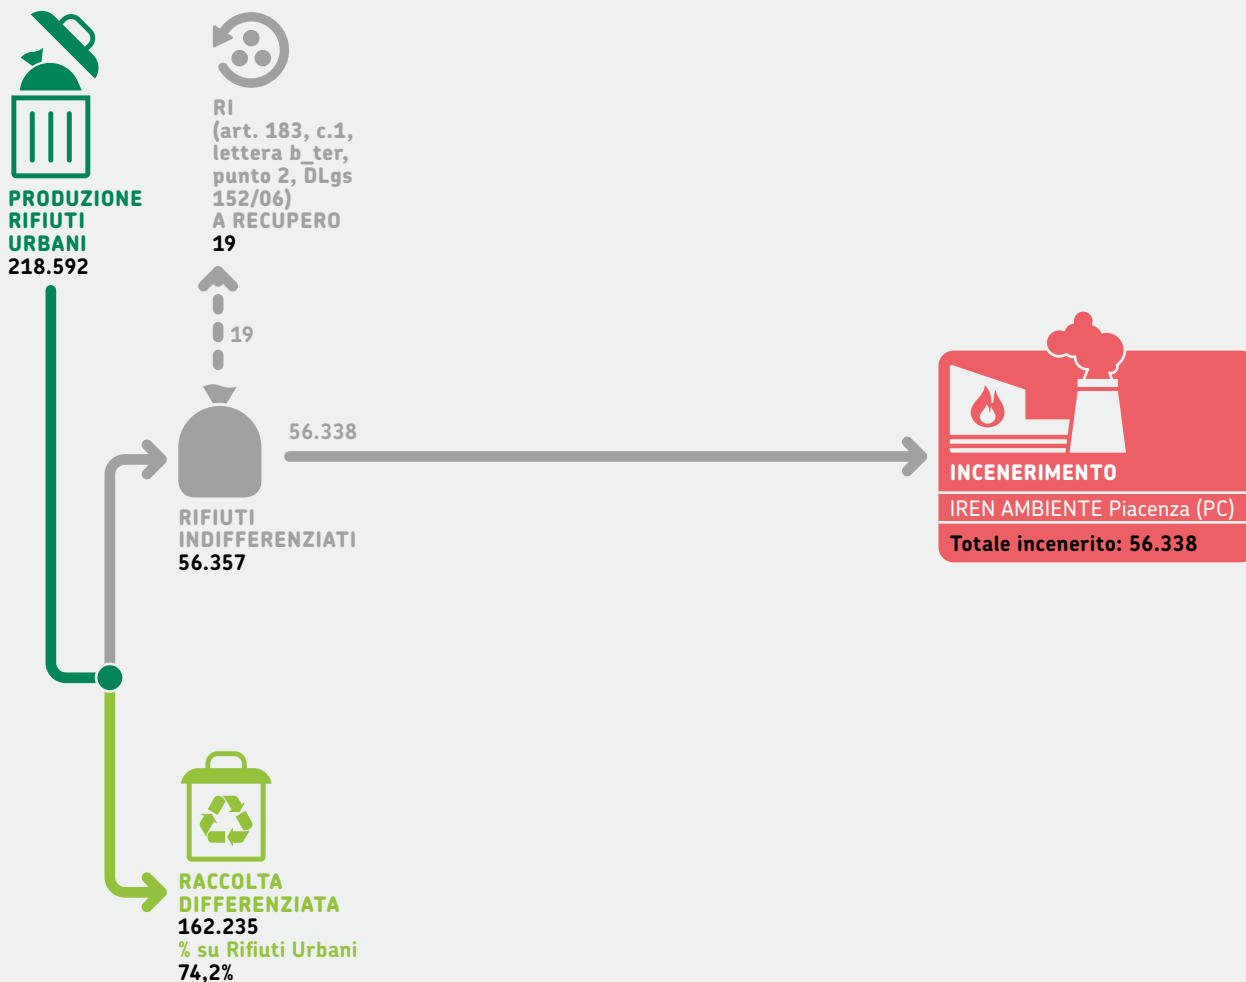 PRODUZIONE
RIFIUTI
URBANI
218.592
RI
(art. 183, c.1,
lettera b_ter,
punto 2, DLgs
152/06)
A RECUPERO
19
19
56.338
RIFIUTI
INDIFFERENZIATI
56.357
INCENERIMENTO
IREN AMBIENTE Piacenza (PC)
Totale incenerito: 56.338
RACCOLTA
DIFFERENZIATA
162.235
% su Rifiuti Urbani
74,2%